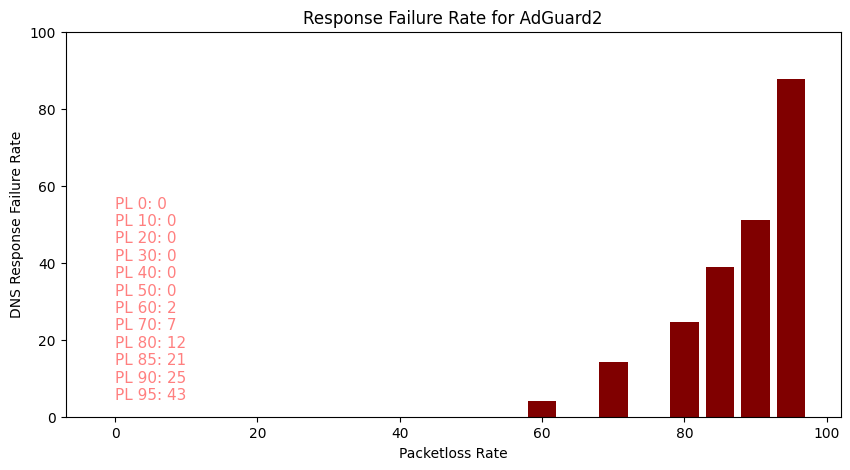 Response Failure Rate for AdGuard2
DNS Response Failure Rate
100
80
60
40
20
0
PL 0: 0
PL 10: 0
PL 20: 0
PL 30: 0
PL 40: 0
PL 50: 0
PL 60: 2
PL 70: 7
PL 80: 12
PL 85: 21
PL 90: 25
PL 95: 43
0 20 40 60 80 100
Packetloss Rate